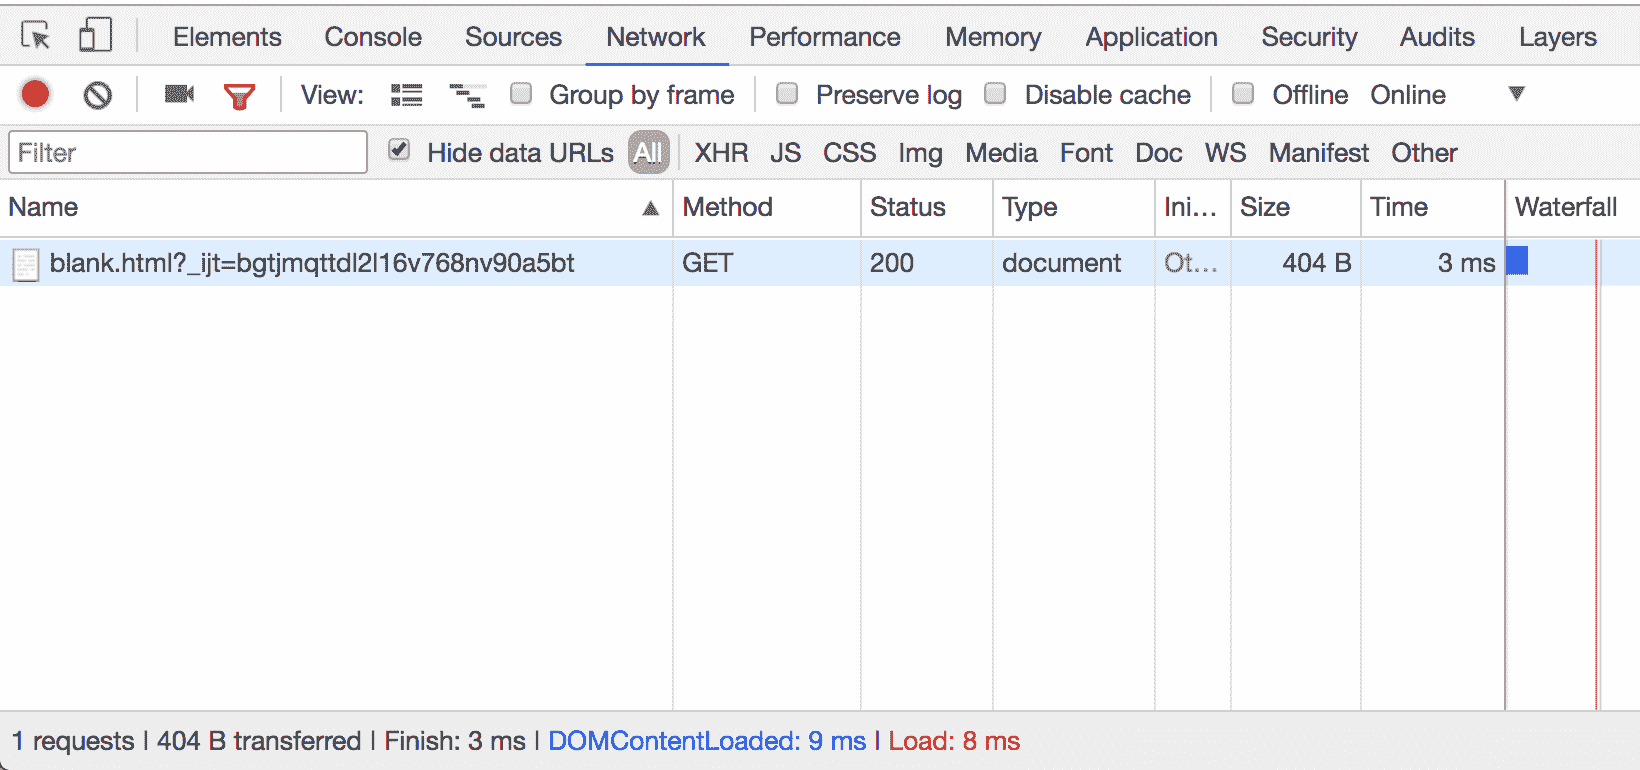 Elements Console Sources Network Performance Memory Application Security Audits Layers
View: Group by frame Preserve log Disable cache Offline Online
Filter Hide data URLs All XHR JS CSS Img Media Font Doc WS Manifest Other
Name Method Status Type Ini... Size Time Waterfall
blank.html?_ijt=bgtjmqttdl2l16v768nv90a5bt GET 200 document Ot... 404 B 3 ms
1 requests | 404 B transferred | Finish: 3 ms | DOMContentLoaded: 9 ms | Load: 8 ms